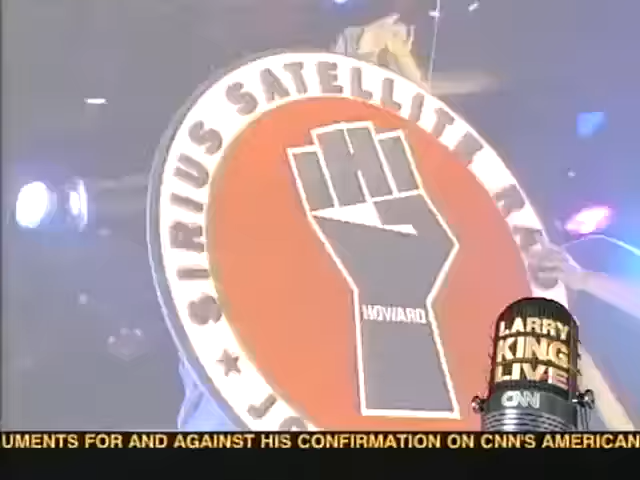 SIRIUS SATELLITE RA
HOWARD
LARRY
KING
LIVE
CNN
UMENTS FOR AND AGAINST HIS CONFIRMATION ON CNN'S AMERICAN